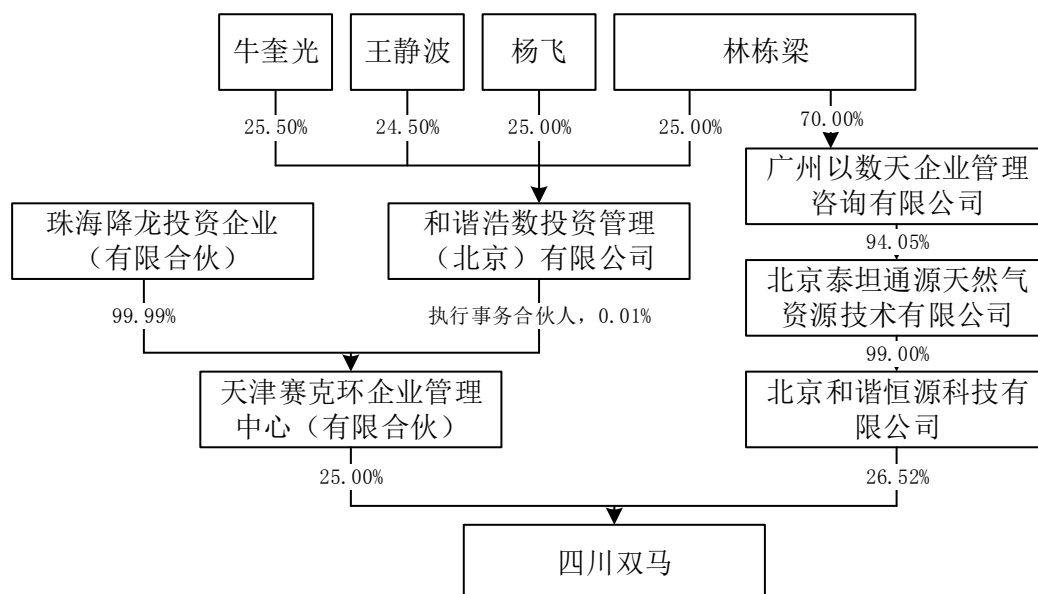 牛奎光
王静波
杨飞
林栋梁
25.50%
24.50%
25.00%
25.00%
70.00%
珠海降龙投资企业
（有限合伙）
和谐浩数投资管理
（北京）有限公司
广州以数天企业管理
咨询有限公司
94.05%
北京泰坦通源天然气
资源技术有限公司
99.99%
执行事务合伙人，0.01%
99.00%
天津赛克环企业管理
中心（有限合伙）
北京和谐恒源科技有
限公司
25.00%
26.52%
四川双马